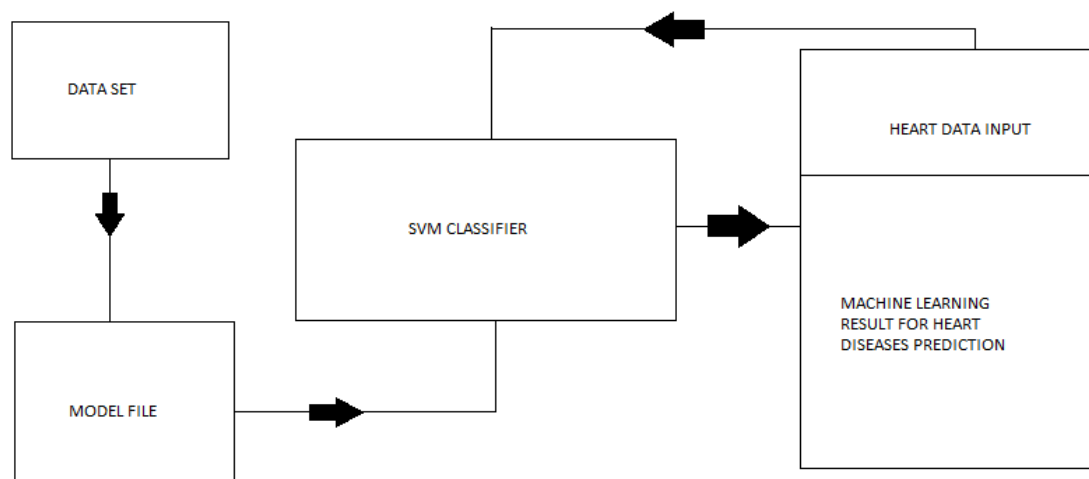 DATA SET
HEART DATA INPUT
SVM CLASSIFIER
MACHINE LEARNING
RESULT FOR HEART
DISEASES PREDICTION
MODEL FILE